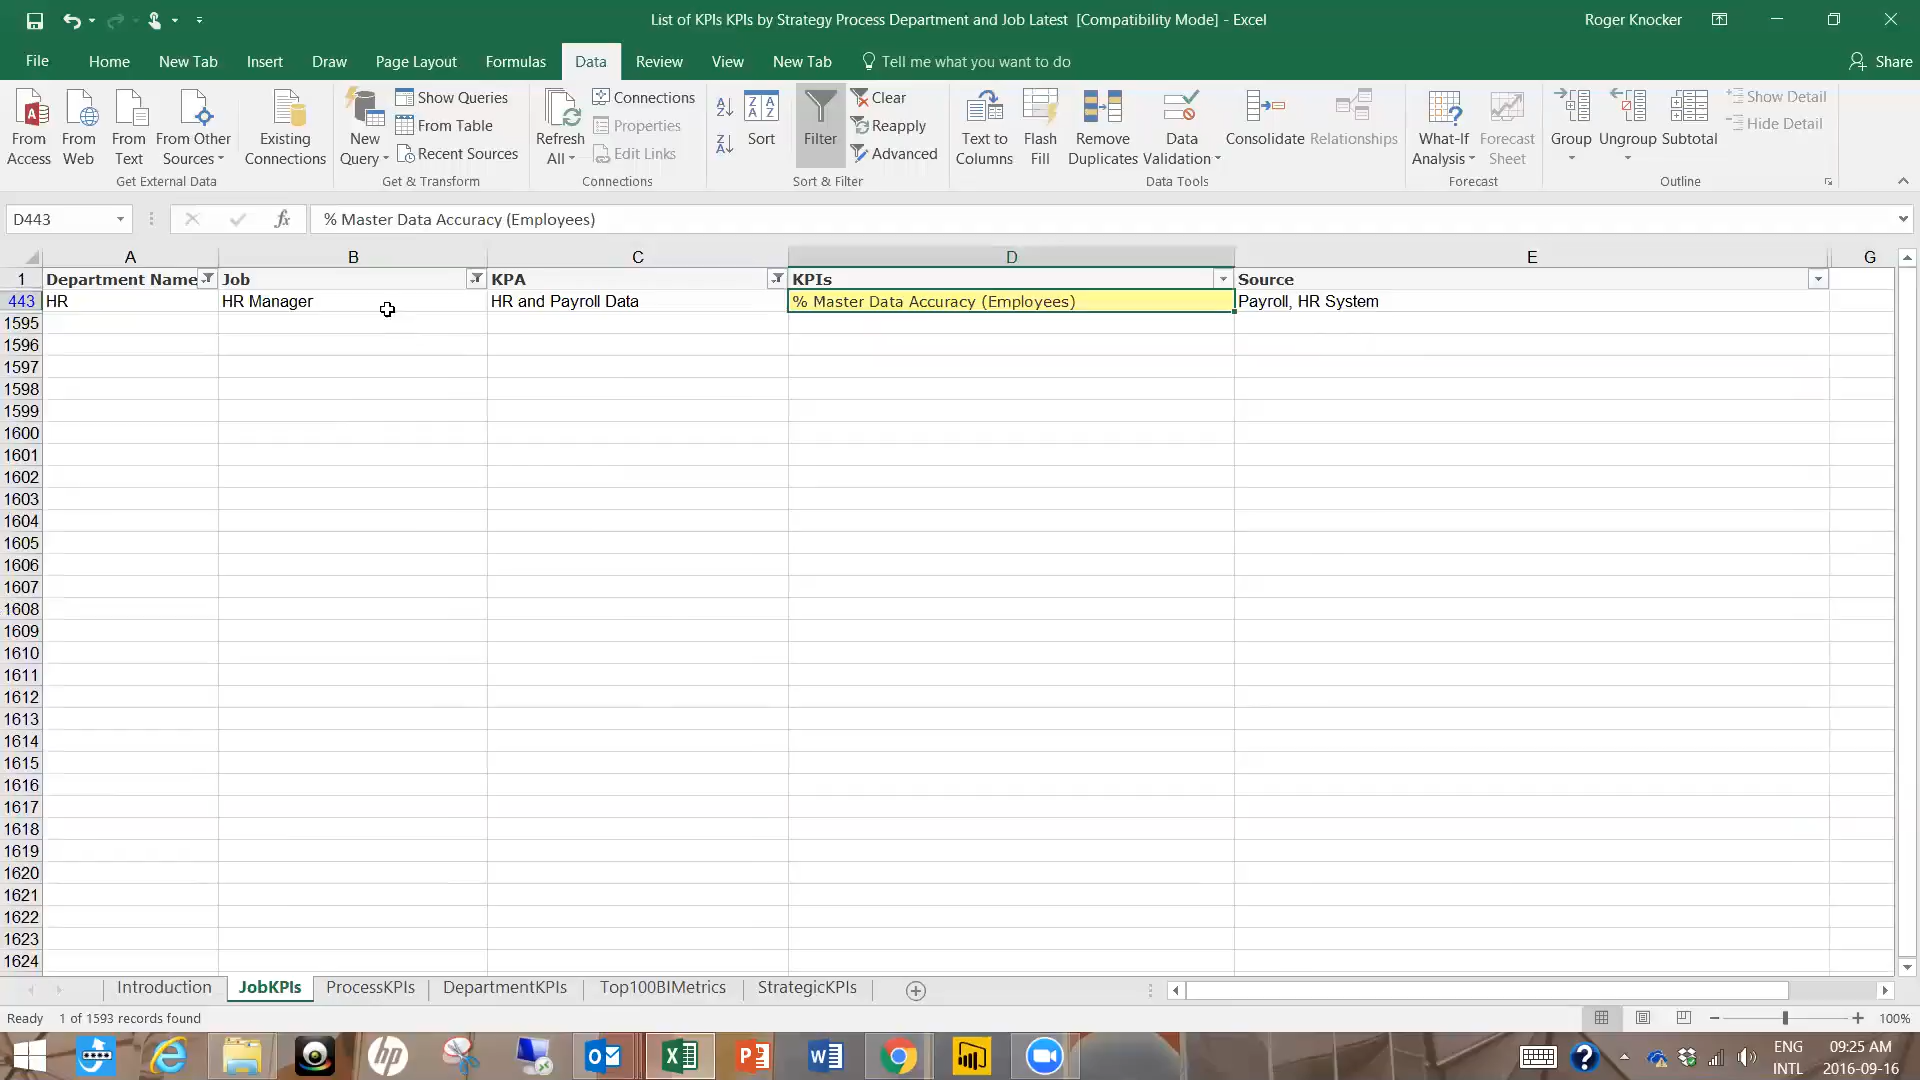 List of KPIs KPIs by Strategy Process Department and Job Latest [Compatibility Mode] - Excel
Roger Knocker
File Home New Tab Insert Draw Page Layout Formulas Data Review View New Tab Tell me what you want to do Share
From Access
From Web
From Text
From Other Sources
Existing Connections
Get External Data
New Query
Show Queries
From Table
Recent Sources
Get & Transform
Refresh All
Connections
Properties
Edit Links
Connections
Sort
Filter
Clear
Reapply
Advanced
Sort & Filter
Text to Columns
Flash Fill
Remove Duplicates
Data Validation
Consolidate
Relationships
Data Tools
What-If Analysis
Forecast Sheet
Forecast
Group
Ungroup
Subtotal
Show Detail
Hide Detail
Outline
D443 fx % Master Data Accuracy (Employees)
A B C D E G
1 Department Name Job KPA KPIs Source
443 HR HR Manager HR and Payroll Data % Master Data Accuracy (Employees) Payroll, HR System
1595
1596
1597
1598
1599
1600
1601
1602
1603
1604
1605
1606
1607
1608
1609
1610
1611
1612
1613
1614
1615
1616
1617
1618
1619
1620
1621
1622
1623
1624
Introduction JobKPIs ProcessKPIs DepartmentKPIs Top100BIMetrics StrategicKPIs
Ready 1 of 1593 records found 100%
ENG 09:25 AM
INTL 2016-09-16